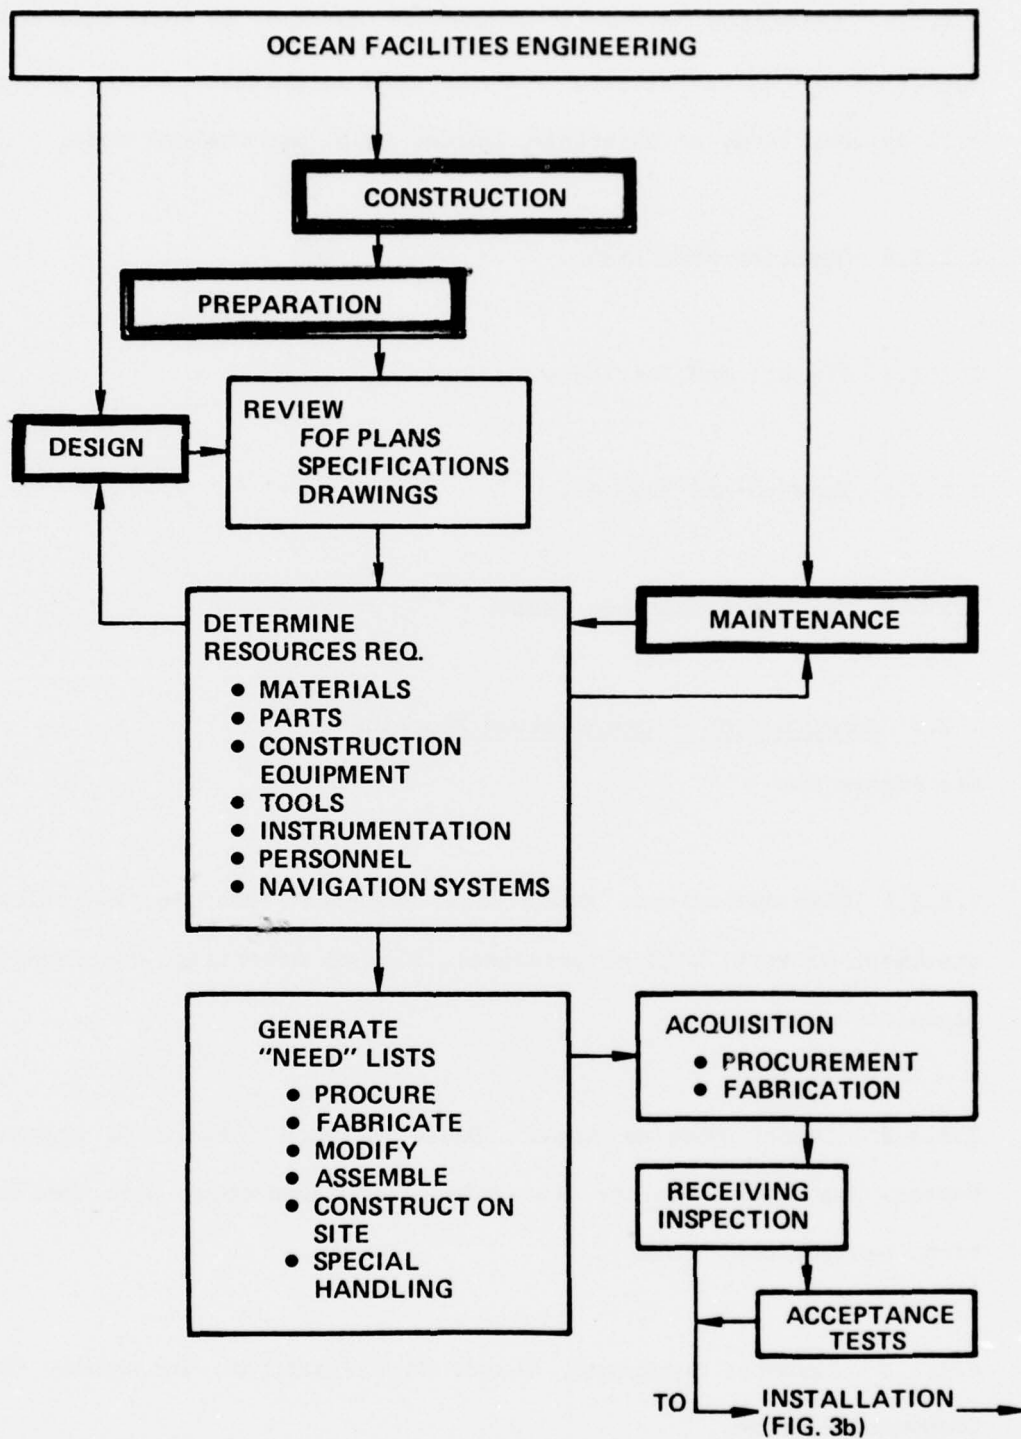 OCEAN FACILITIES ENGINEERING
CONSTRUCTION
PREPARATION
REVIEW
FOF PLANS
SPECIFICATIONS
DRAWINGS
DESIGN
DETERMINE
RESOURCES REQ.
● MATERIALS
● PARTS
● CONSTRUCTION
EQUIPMENT
● TOOLS
● INSTRUMENTATION
● PERSONNEL
● NAVIGATION SYSTEMS
MAINTENANCE
GENERATE
"NEED" LISTS
● PROCURE
● FABRICATE
● MODIFY
● ASSEMBLE
● CONSTRUCT ON
SITE
● SPECIAL
HANDLING
ACQUISITION
● PROCUREMENT
● FABRICATION
RECEIVING
INSPECTION
ACCEPTANCE
TESTS
TO INSTALLATION
(FIG. 3b)